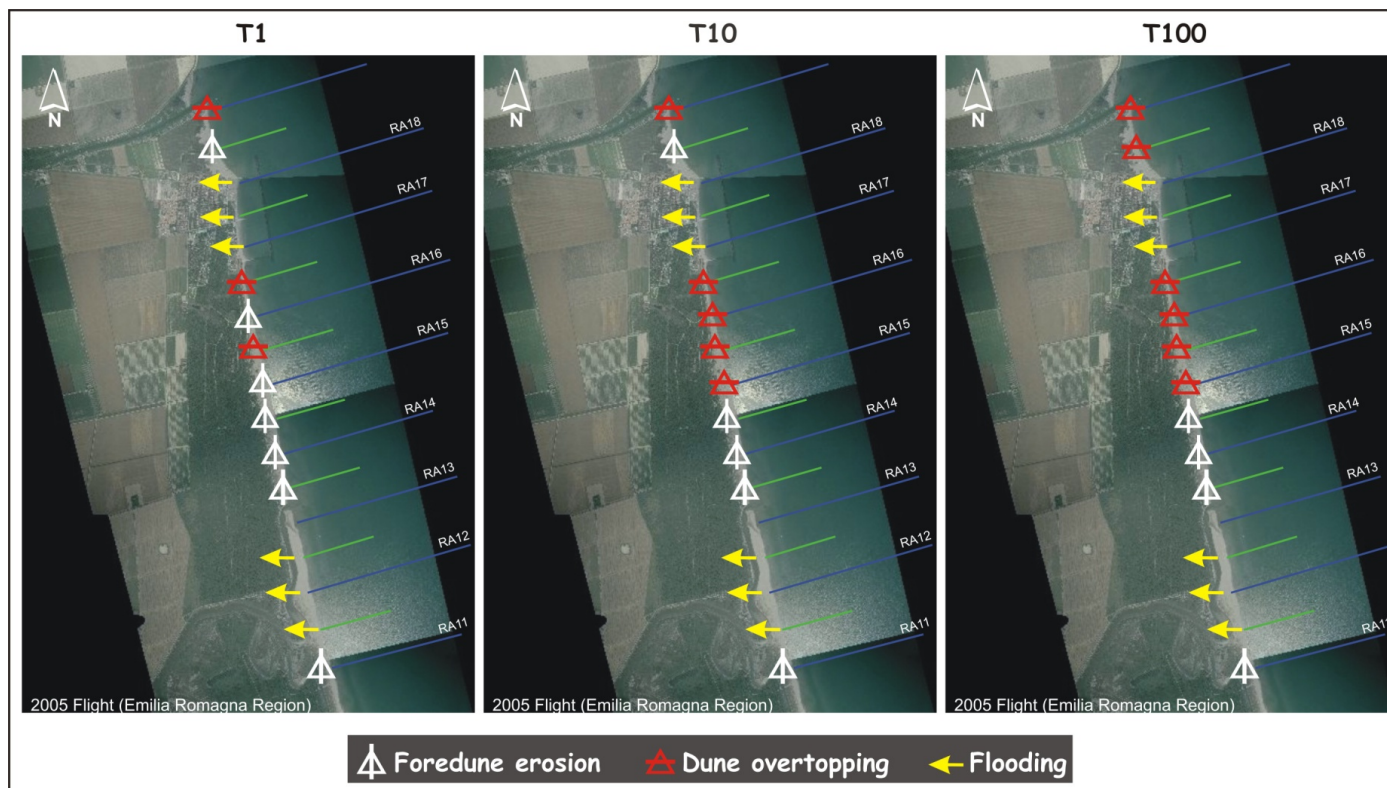 T1
T10
T100
N
RA18
RA17
RA16
RA15
RA14
RA13
RA12
RA11
2005 Flight (Emilia Romagna Region)
N
RA18
RA17
RA16
RA15
RA14
RA13
RA12
RA11
2005 Flight (Emilia Romagna Region)
N
RA18
RA17
RA16
RA15
RA14
RA13
RA12
2005 Flight (Emilia Romagna Region)
Foredune erosion
Dune overtopping
Flooding